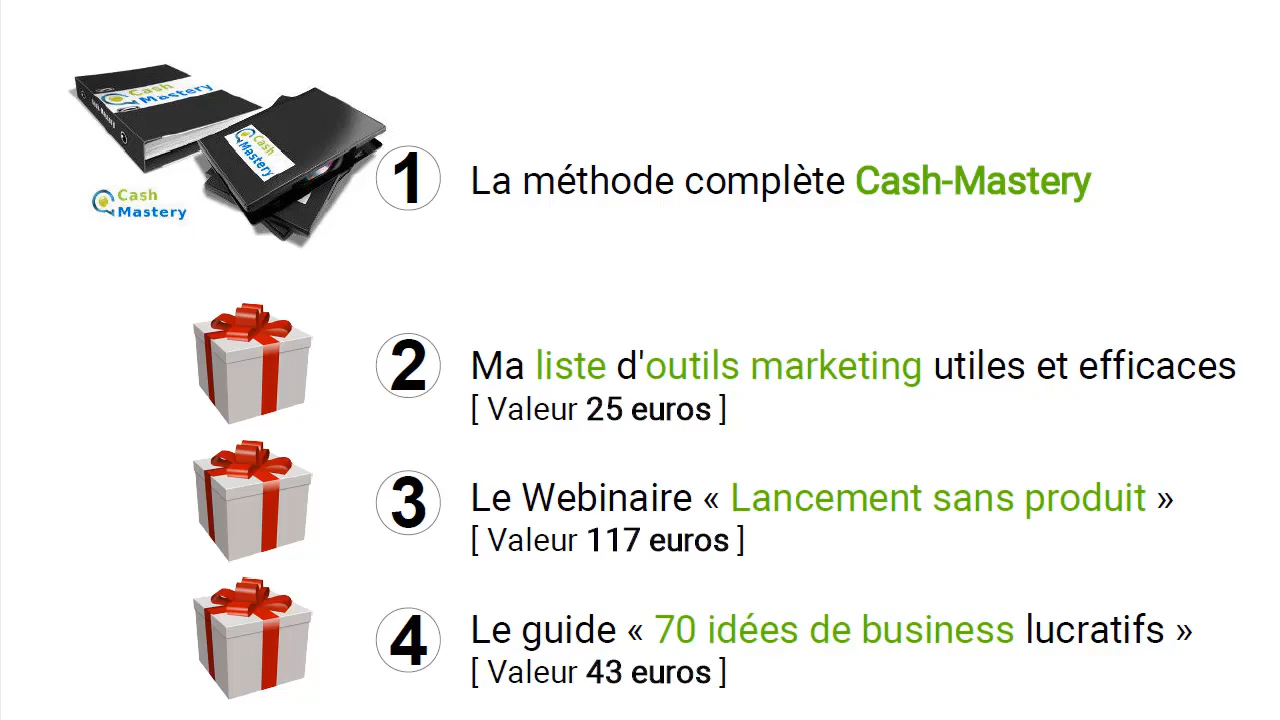 Cash
Mastery
Cash
Mastery
Cash
Mastery
1 La méthode complète Cash-Mastery
2 Ma liste d'outils marketing utiles et efficaces
[ Valeur 25 euros ]
3 Le Webinaire « Lancement sans produit »
[ Valeur 117 euros ]
4 Le guide « 70 idées de business lucratifs »
[ Valeur 43 euros ]